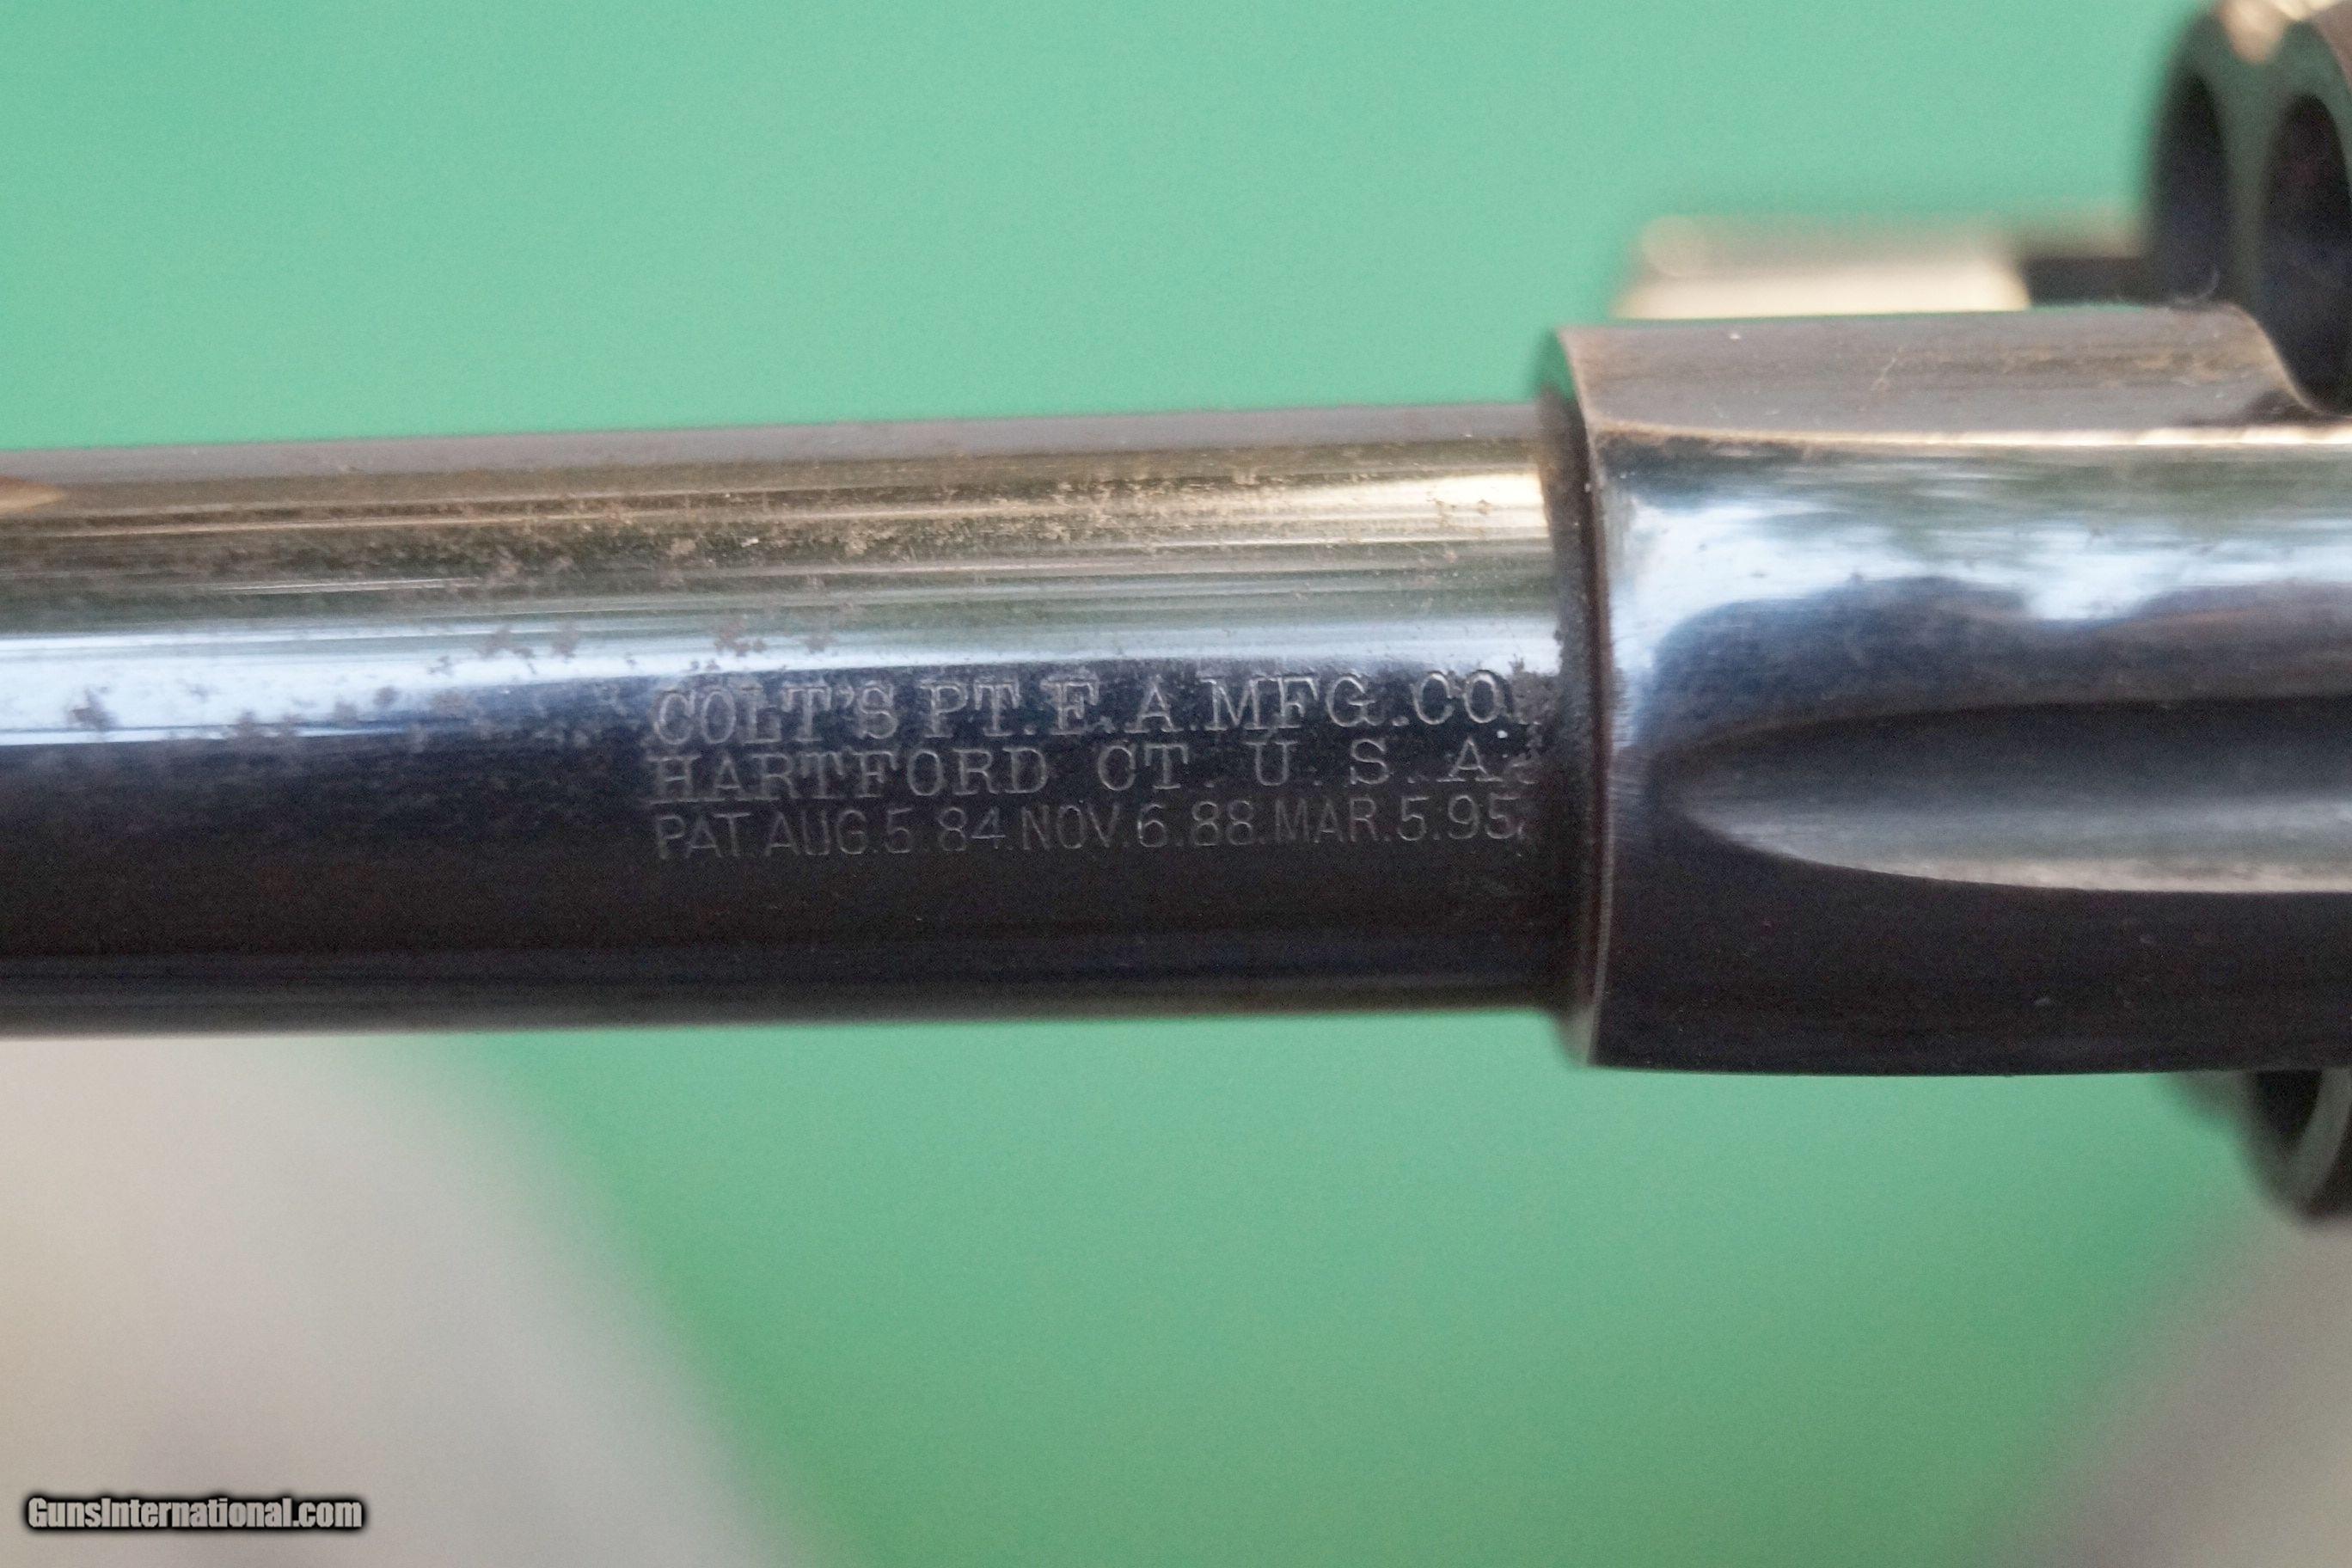 COLT'S PT. F. A. MFG. CO.
HARTFORD CT. U. S. A.
PAT. AUG. 5. 84. NOV. 6. 88. MAR. 5. 95.
GunsInternational.com